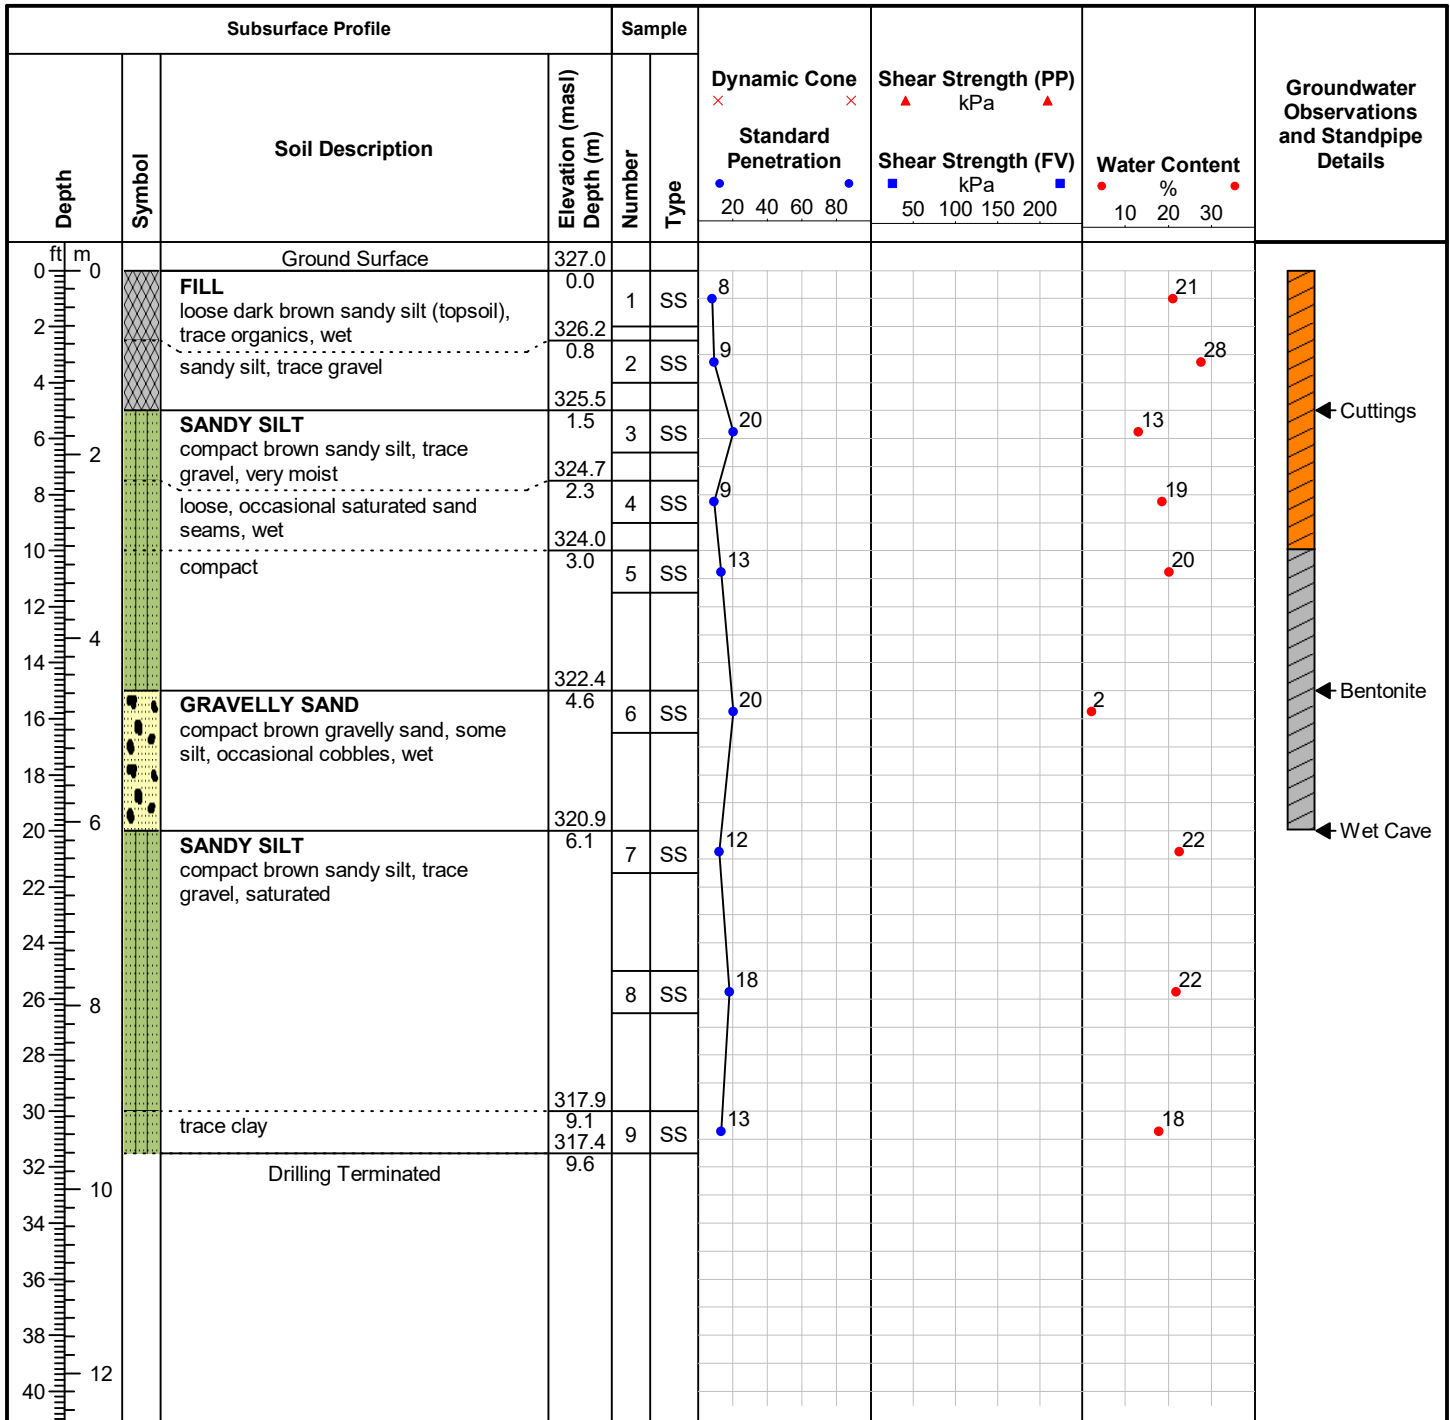 Subsurface Profile
Sample
Depth
Symbol
Soil Description
Elevation (masl)
Depth (m)
Number
Type
Dynamic Cone
Standard
Penetration
20 40 60 80
Shear Strength (PP)
kPa
Shear Strength (FV)
kPa
50 100 150 200
Water Content
%
10 20 30
Groundwater
Observations
and Standpipe
Details
ft m
0 0
2
4
6
2
8
10
12
4
14
16
18
6
20
22
24
26
8
28
30
32
10
34
36
38
12
40
Ground Surface
327.0
0.0
FILL
loose dark brown sandy silt (topsoil),
trace organics, wet
326.2
0.8
sandy silt, trace gravel
325.5
1.5
SANDY SILT
compact brown sandy silt, trace
gravel, very moist
324.7
2.3
loose, occasional saturated sand
seams, wet
324.0
3.0
compact
322.4
4.6
GRAVELLY SAND
compact brown gravelly sand, some
silt, occasional cobbles, wet
320.9
6.1
SANDY SILT
compact brown sandy silt, trace
gravel, saturated
317.9
9.1
trace clay
317.4
9.6
Drilling Terminated
1 SS 8 21
2 SS 9 28
3 SS 20 13
4 SS 9 19
5 SS 13 20
6 SS 20 2
7 SS 12 22
8 SS 18 22
9 SS 13 18
Cuttings
Bentonite
Wet Cave